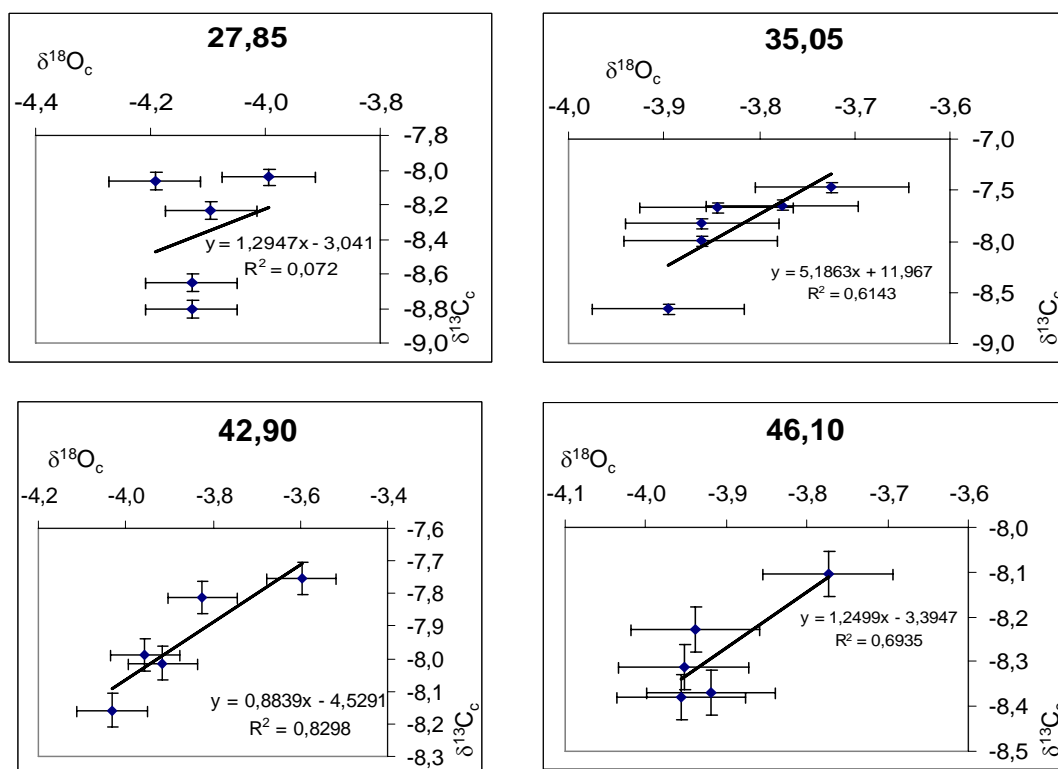 27,85
δ¹⁸Oc
-4,4 -4,2 -4,0 -3,8
-7,8
-8,0
-8,2
-8,4
-8,6
-8,8
-9,0
δ¹³Cc
y = 1,2947x - 3,041
R² = 0,072
35,05
δ¹⁸Oc
-4,0 -3,9 -3,8 -3,7 -3,6
-7,0
-7,5
-8,0
-8,5
-9,0
δ¹³Cc
y = 5,1863x + 11,967
R² = 0,6143
42,90
δ¹⁸Oc
-4,2 -4,0 -3,8 -3,6 -3,4
-7,6
-7,7
-7,8
-7,9
-8,0
-8,1
-8,2
-8,3
δ¹³Cc
y = 0,8839x - 4,5291
R² = 0,8298
46,10
δ¹⁸Oc
-4,1 -4,0 -3,9 -3,8 -3,7 -3,6
-8,0
-8,1
-8,2
-8,3
-8,4
-8,5
δ¹³Cc
y = 1,2499x - 3,3947
R² = 0,6935